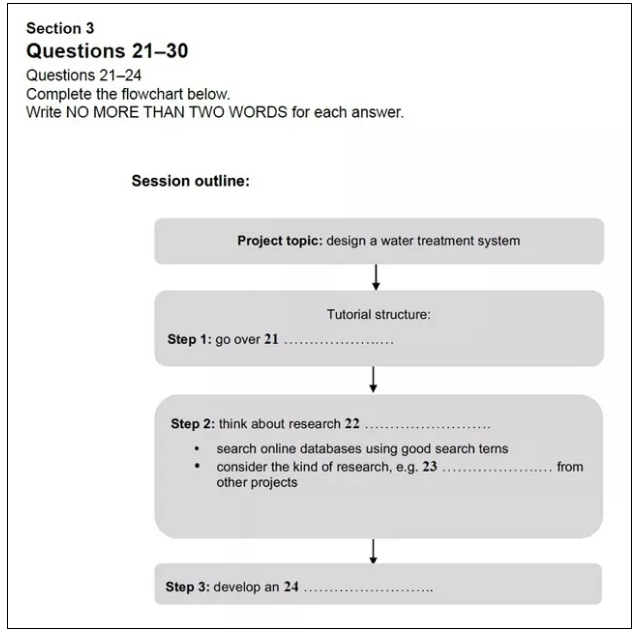 Section 3
Questions 21–30
Questions 21–24
Complete the flowchart below.
Write NO MORE THAN TWO WORDS for each answer.
Session outline:
Project topic: design a water treatment system
Tutorial structure:
Step 1: go over 21 ......................
Step 2: think about research 22 .........................
• search online databases using good search terns
• consider the kind of research, e.g. 23 ...................... from
other projects
Step 3: develop an 24 ..........................